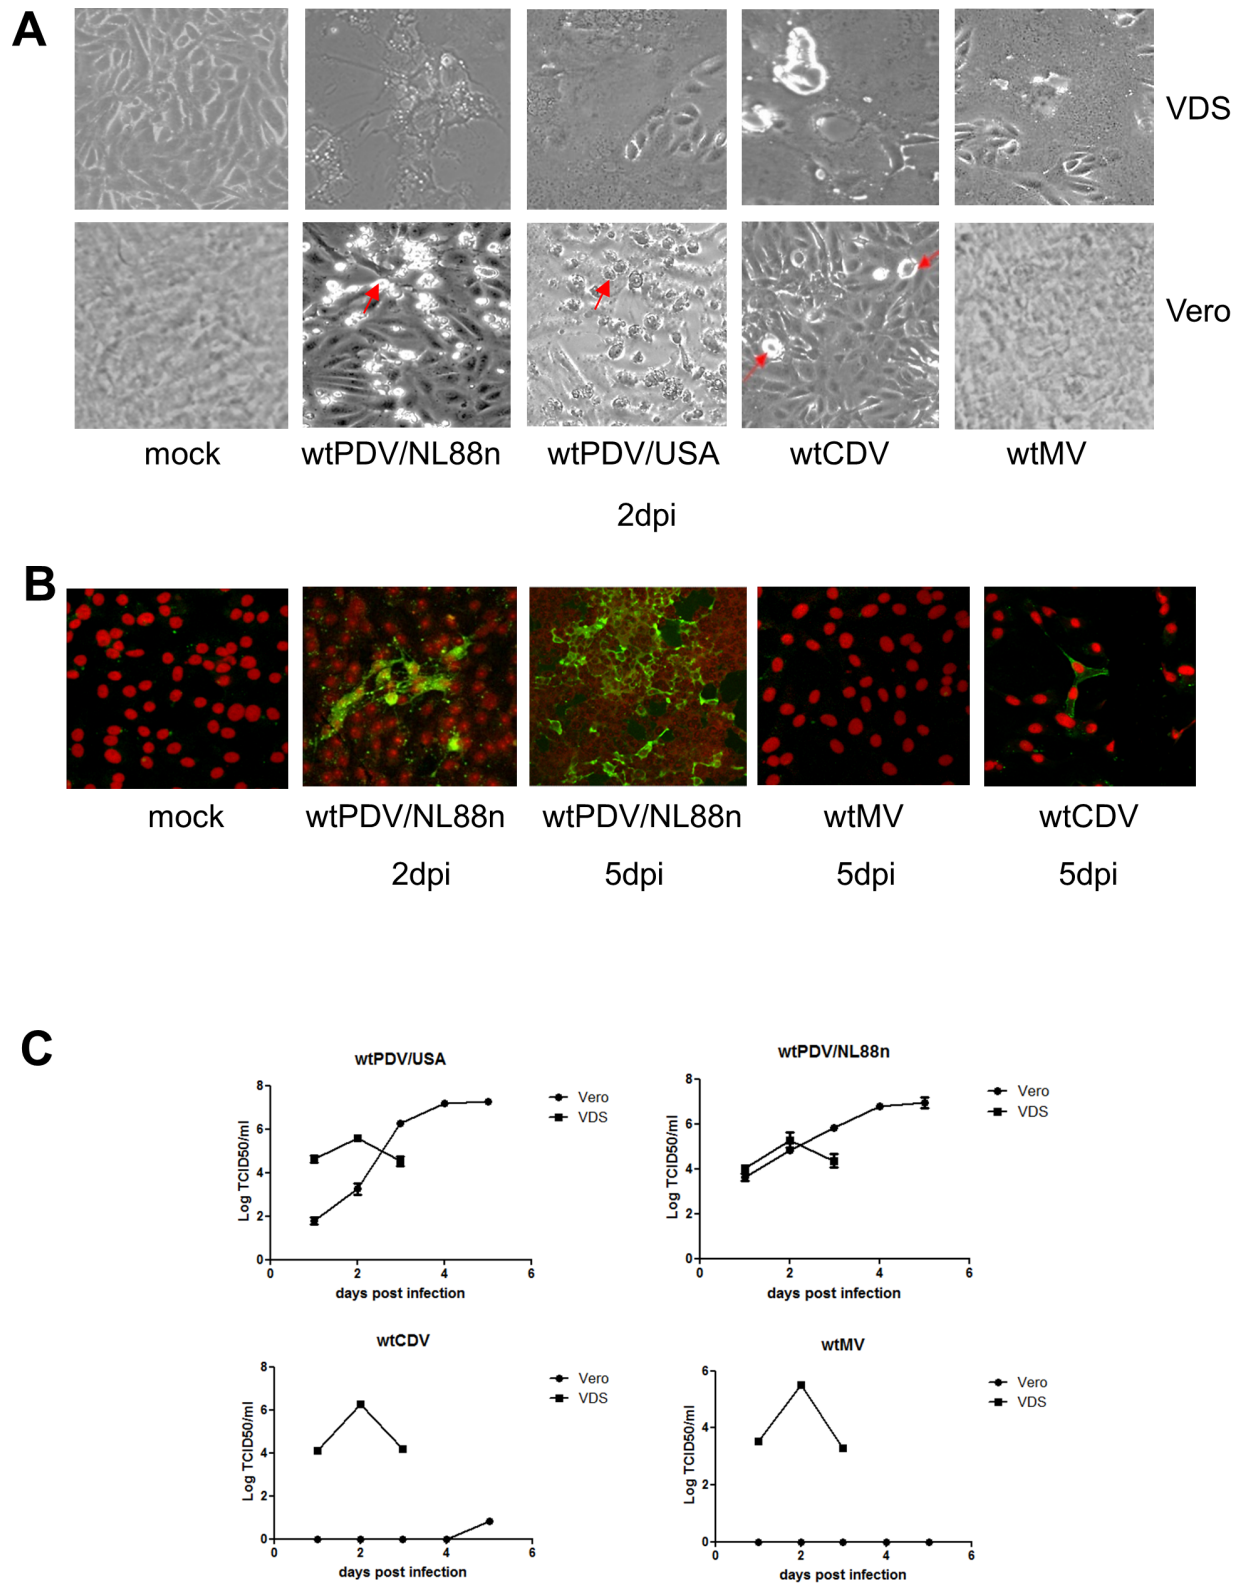 A
VDS
Vero
mock wtPDV/NL88n wtPDV/USA wtCDV wtMV
2dpi
B
mock wtPDV/NL88n wtPDV/NL88n wtMV wtCDV
2dpi 5dpi 5dpi 5dpi
C
wtPDV/USA
Log TCID50/ml
8
6
4
2
0
0 2 4 6
days post infection
Vero
VDS
wtPDV/NL88n
Log TCID50/ml
8
6
4
2
0
0 2 4 6
days post infection
Vero
VDS
wtCDV
Log TCID50/ml
8
6
4
2
0
0 2 4 6
days post infection
Vero
VDS
wtMV
Log TCID50/ml
6
4
2
0
0 2 4 6
days post infection
Vero
VDS